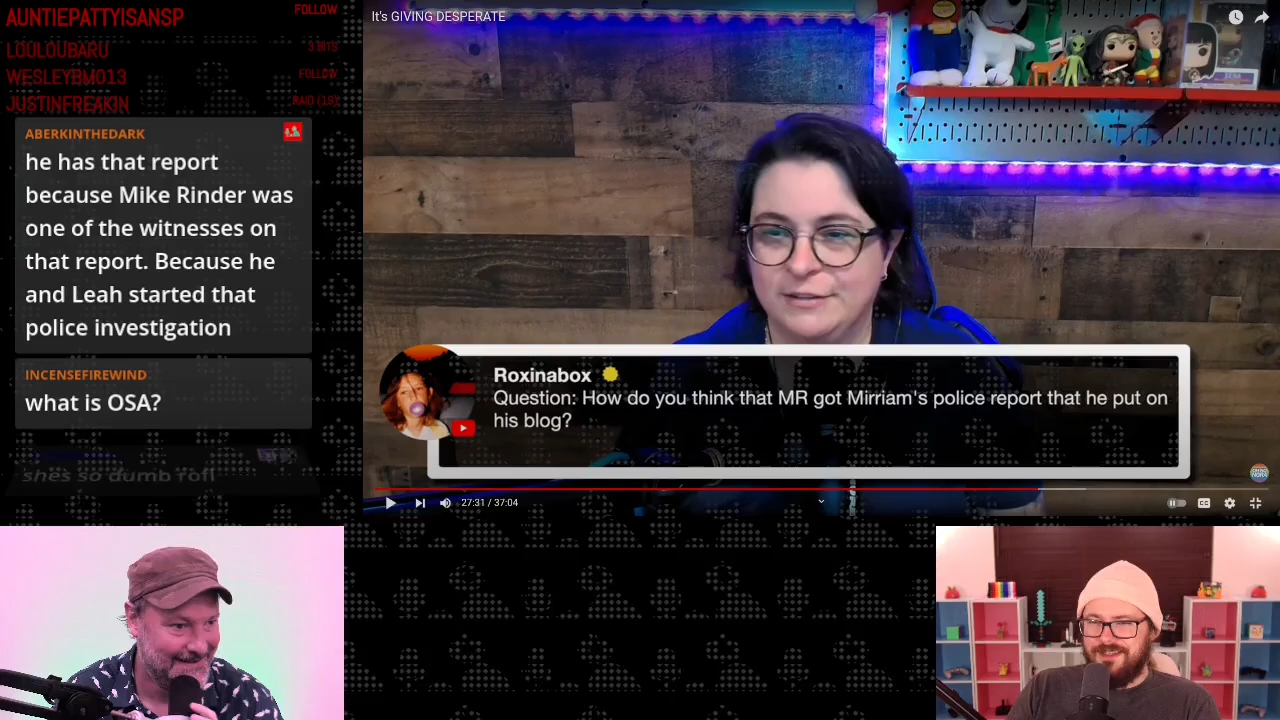 AUNTIEPATTYISANSP
FOLLOW
LOULOUBARU
3 BITS
WESLEYBM013
FOLLOW
JUSTINFREAKIN
RAID (19)
ABERKINTHEDARK
he has that report
because Mike Rinder was
one of the witnesses on
that report. Because he
and Leah started that
police investigation
INCENSEFIREWIND
what is OSA?
shes so dumb rofl
It's GIVING DESPERATE
Roxinabox
Question: How do you think that MR got Mirriam's police report that he put on
his blog?
27:31 / 37:04
CC